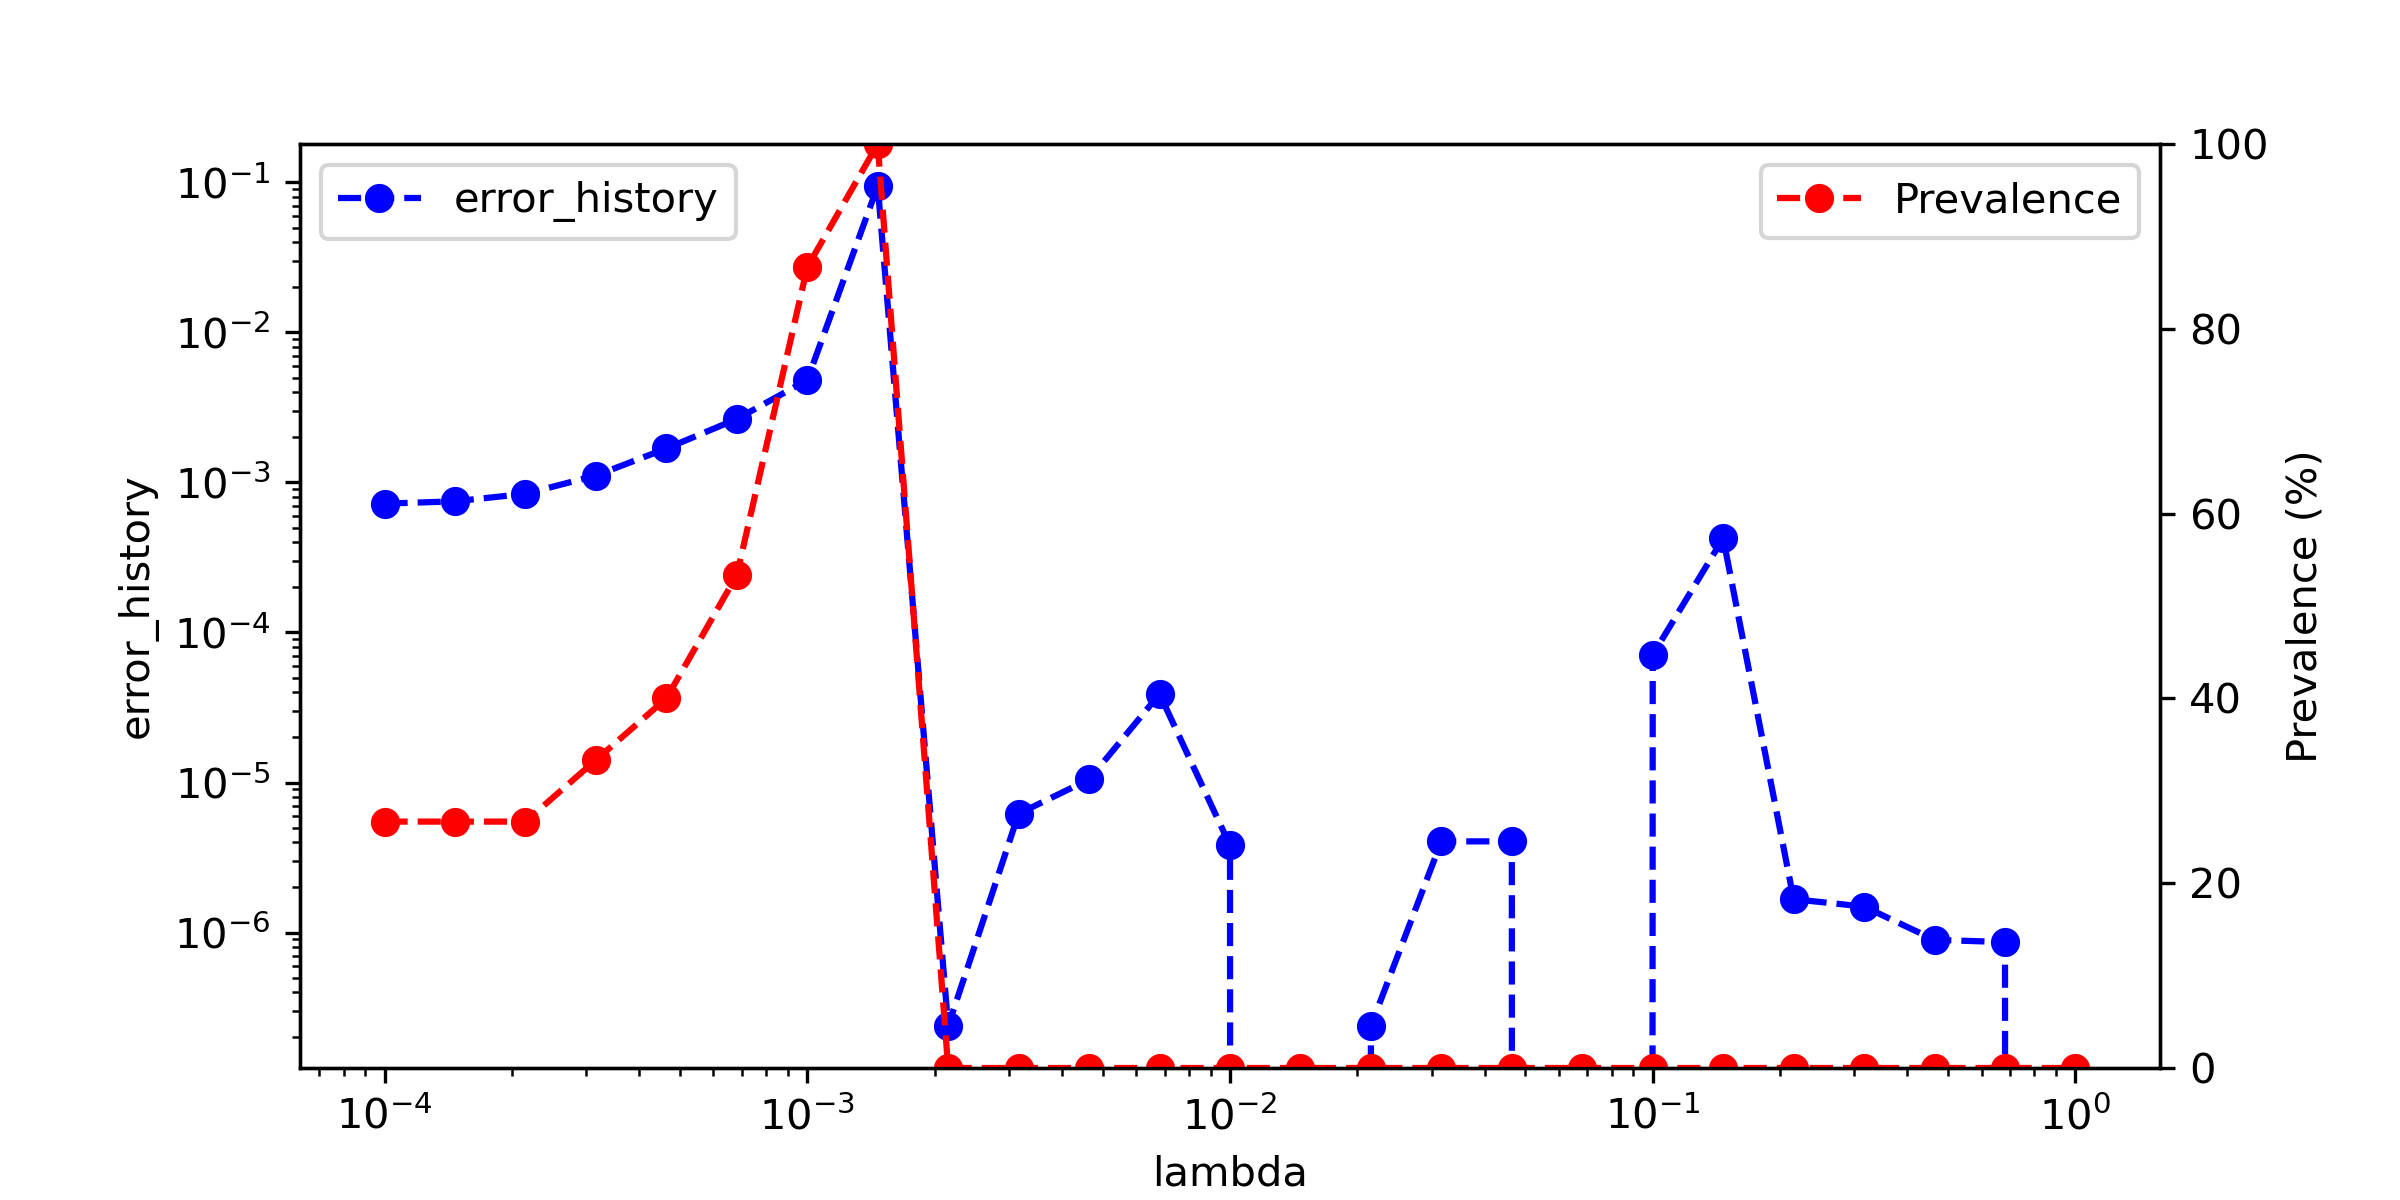 error_history
Prevalence
10⁻¹
10⁻²
10⁻³
10⁻⁴
10⁻⁵
10⁻⁶
error_history
100
80
60
40
20
0
Prevalence (%)
10⁻⁴ 10⁻³ 10⁻² 10⁻¹ 10⁰
lambda